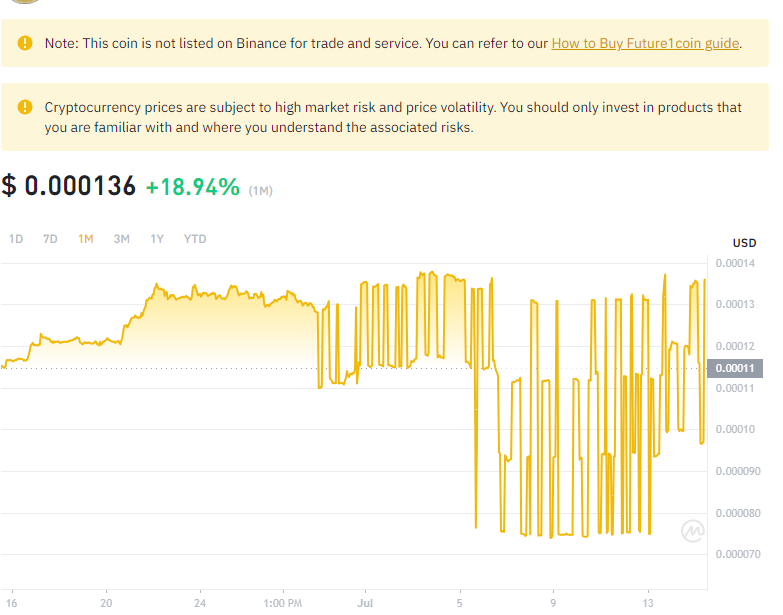 Note: This coin is not listed on Binance for trade and service. You can refer to our How to Buy Future1coin guide.
Cryptocurrency prices are subject to high market risk and price volatility. You should only invest in products that
you are familiar with and where you understand the associated risks.
$ 0.000136 +18.94% (1M)
1D 7D 1M 3M 1Y YTD
USD
0.00014
0.00013
0.00012
0.00011
0.00011
0.00010
0.000090
0.000080
0.000070
16 20 24 1:00 PM Jul 5 9 13